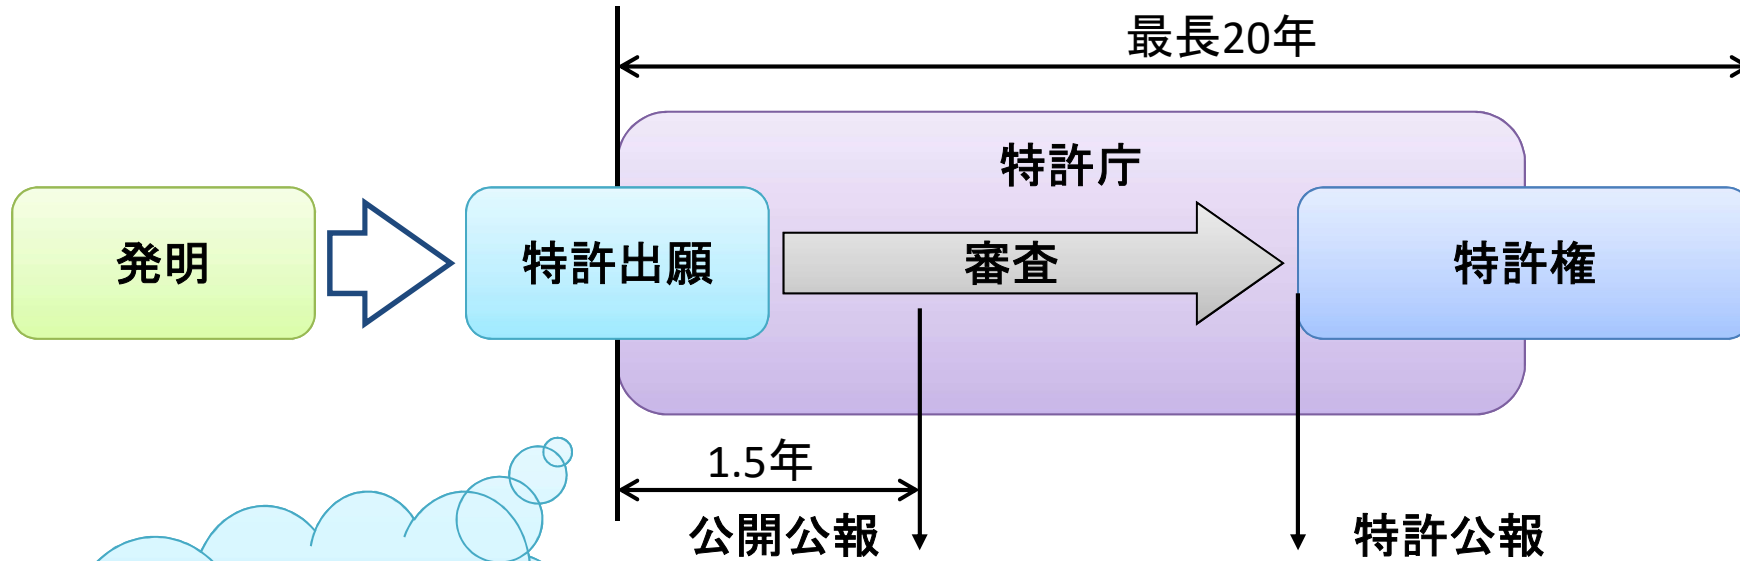 最長20年
特許庁
発明
特許出願
審査
特許権
1.5年
公開公報
特許公報